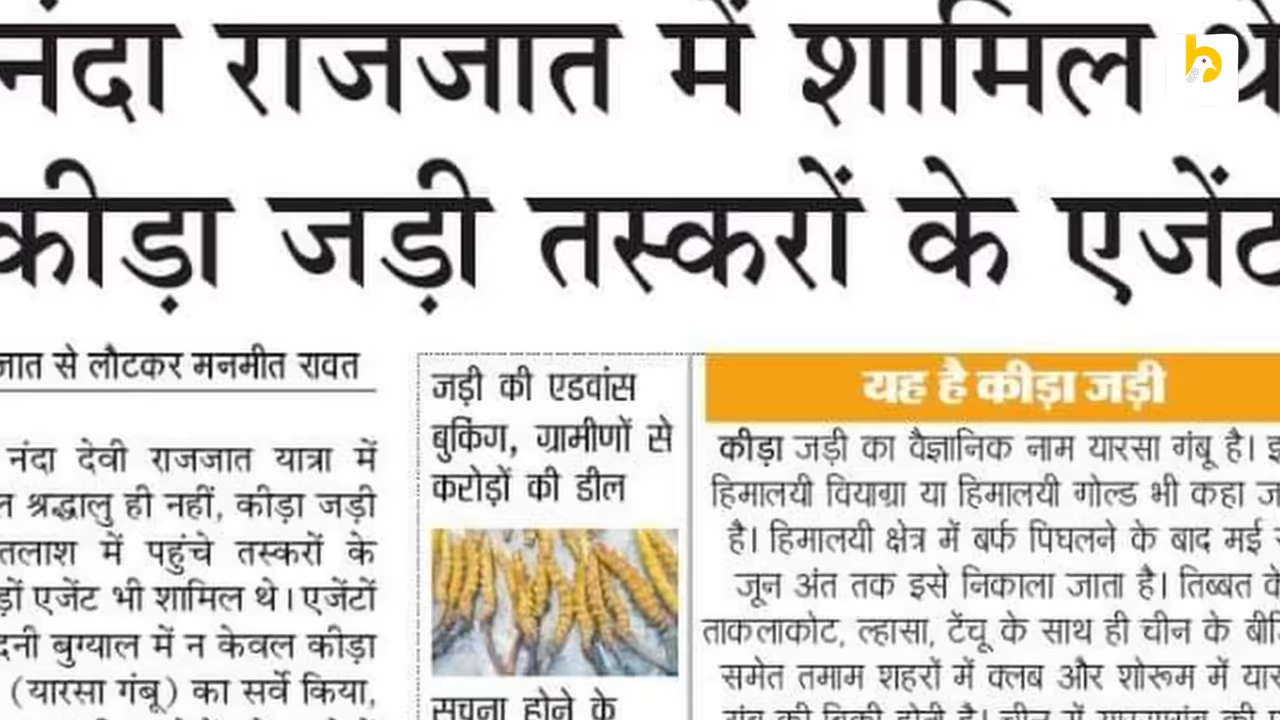 नंदा राजजात में शामिल थे
कीड़ा जड़ी तस्करों के एजेंट
जात से लौटकर मनमीत रावत
नंदा देवी राजजात यात्रा में
श्रद्धालु ही नहीं, कीड़ा जड़ी
तलाश में पहुंचे तस्करों के
एजेंट भी शामिल थे। एजेंटों
बुग्याल में न केवल कीड़ा
(यारसा गंबू) का सर्वे किया,
जड़ी की एडवांस
बुकिंग, ग्रामीणों से
करोड़ों की डील
सूचना होने के
यह है कीड़ा जड़ी
कीड़ा जड़ी का वैज्ञानिक नाम यारसा गंबू है।
हिमालयी वियाग्रा या हिमालयी गोल्ड भी कहा
है। हिमालयी क्षेत्र में बर्फ पिघलने के बाद मई
जून अंत तक इसे निकाला जाता है। तिब्बत के
ताकलाकोट, ल्हासा, टेंचू के साथ ही चीन के
समेत तमाम शहरों में क्लब और शोरूम में